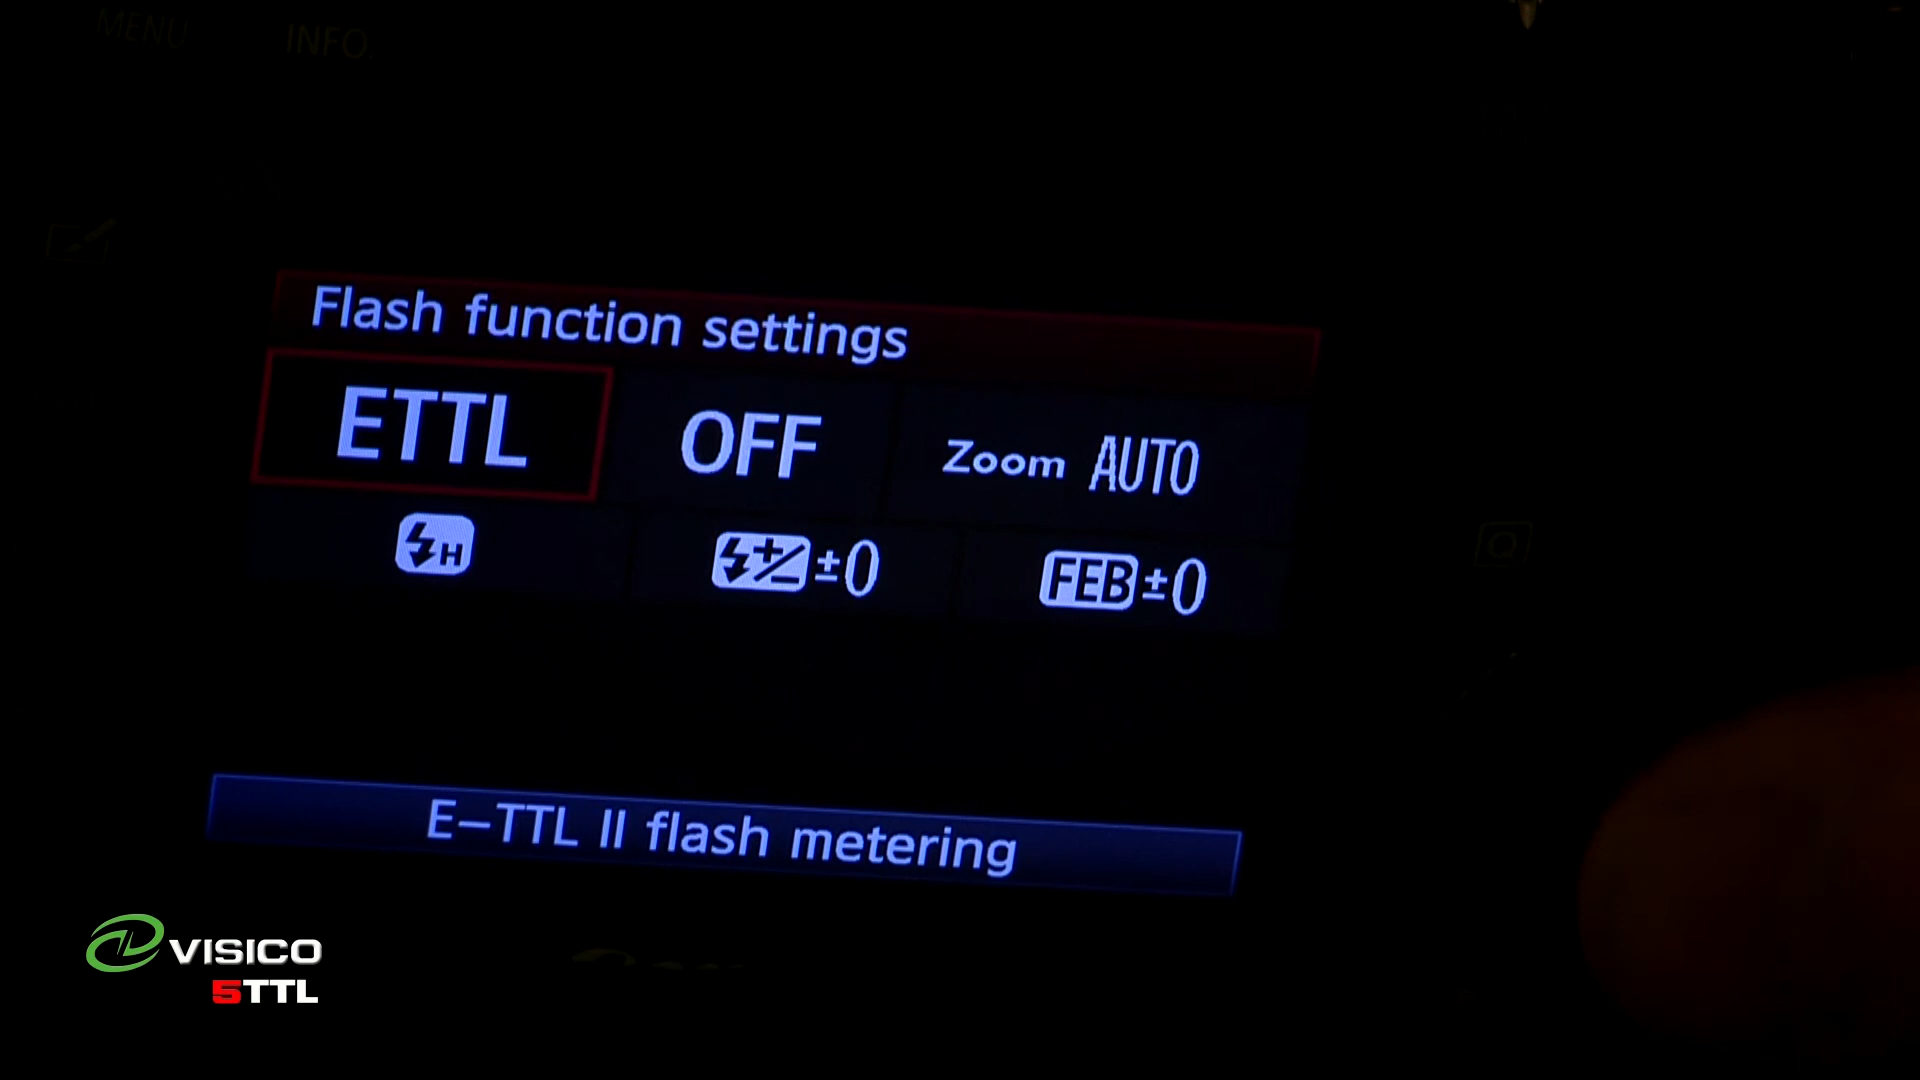 MENU INFO.
Flash function settings
ETTL OFF Zoom AUTO
H ±0 FEB ±0
E-TTL II flash metering
VISICO
5TTL